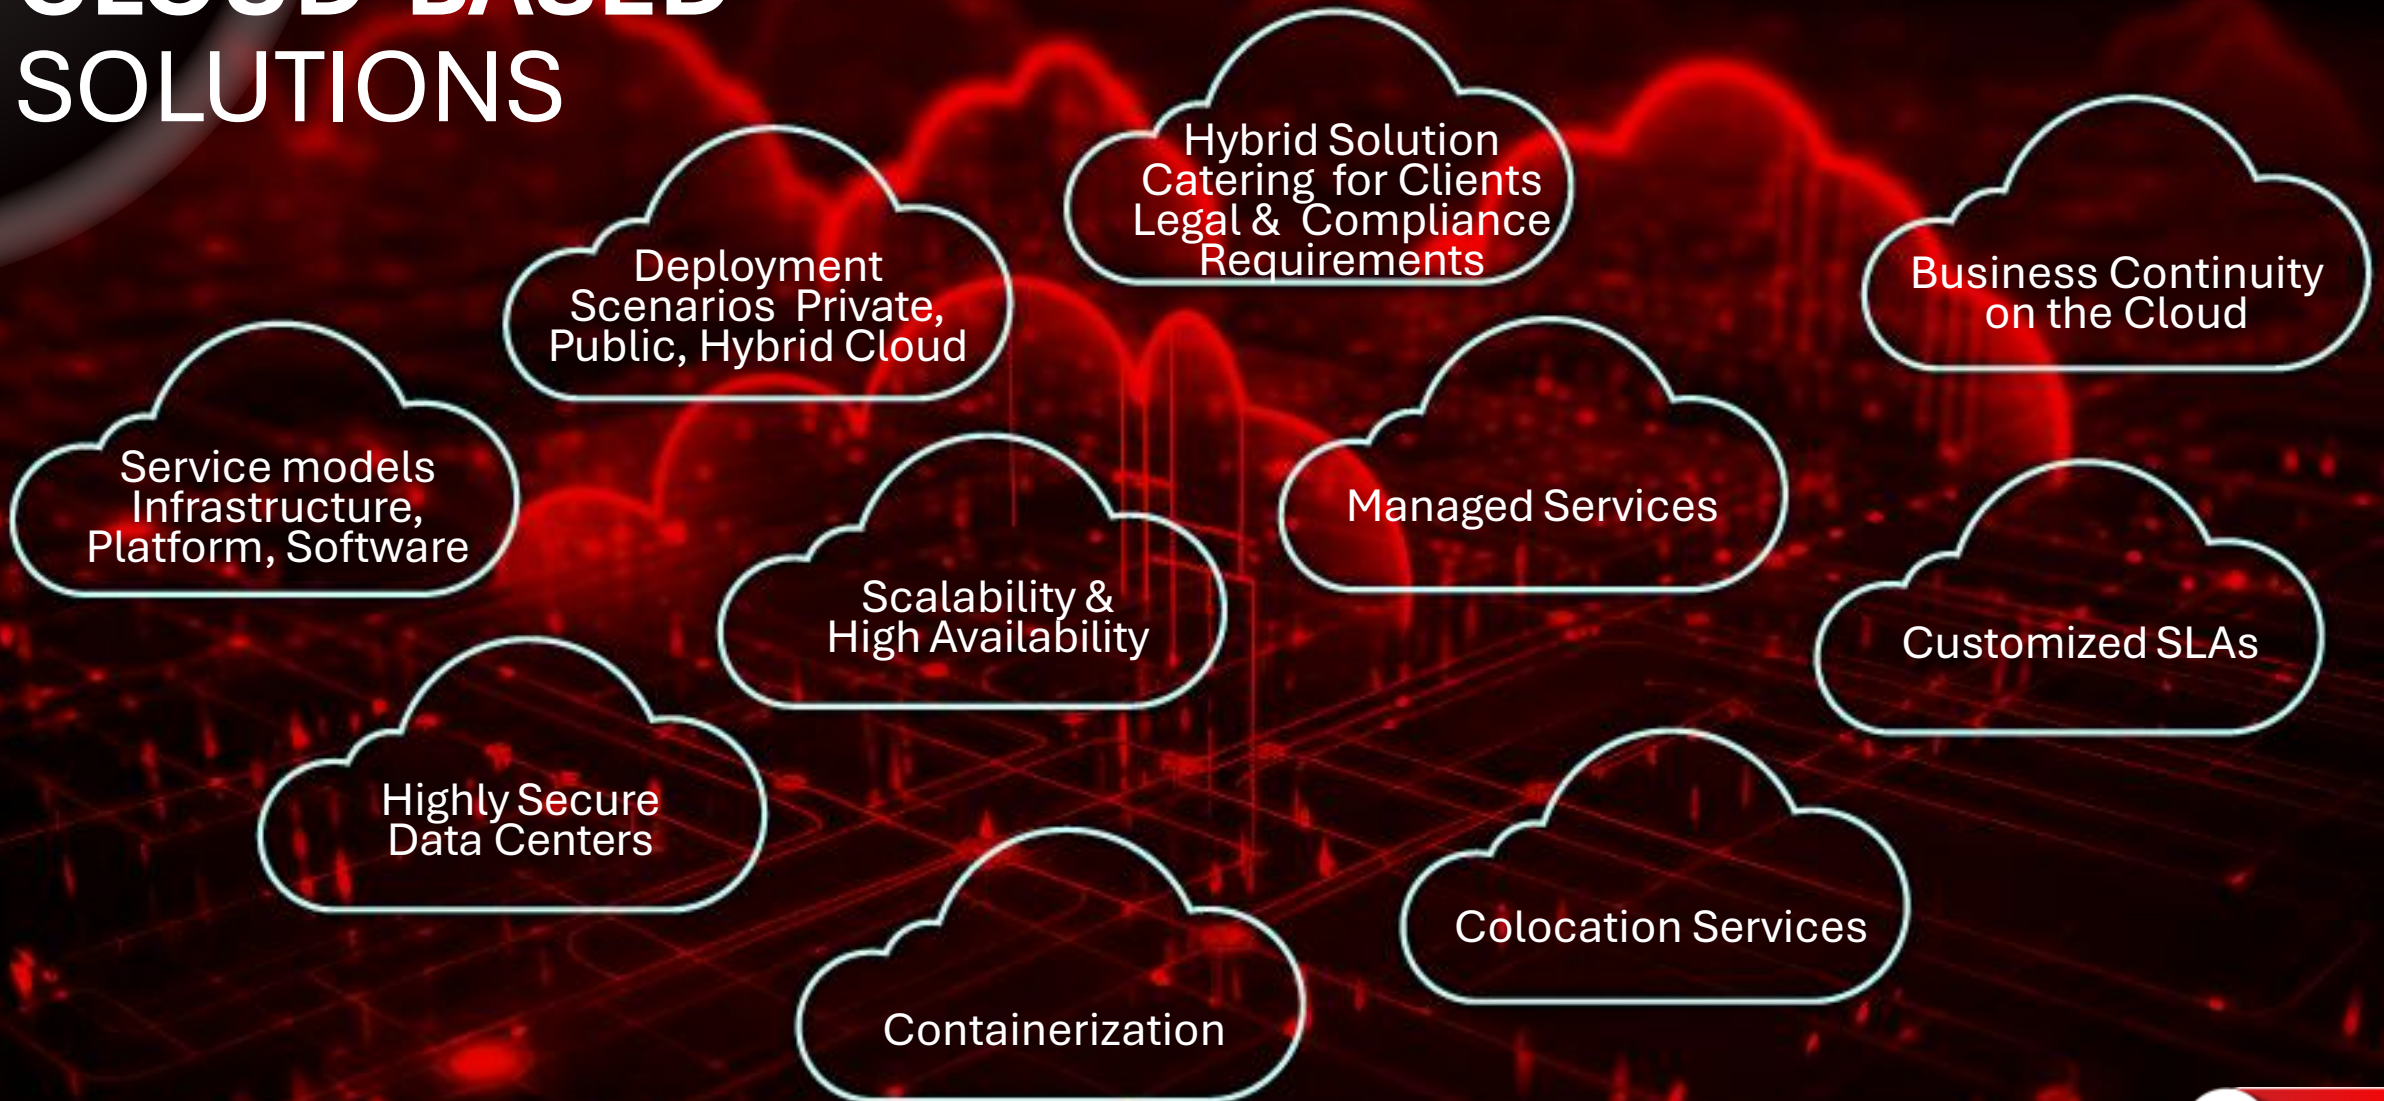 CLOUD-BASED
SOLUTIONS
Hybrid Solution
Catering for Clients
Legal & Compliance
Requirements
Deployment
Scenarios Private,
Public, Hybrid Cloud
Business Continuity
on the Cloud
Service models
Infrastructure,
Platform, Software
Managed Services
Scalability &
High Availability
Customized SLAs
Highly Secure
Data Centers
Colocation Services
Containerization